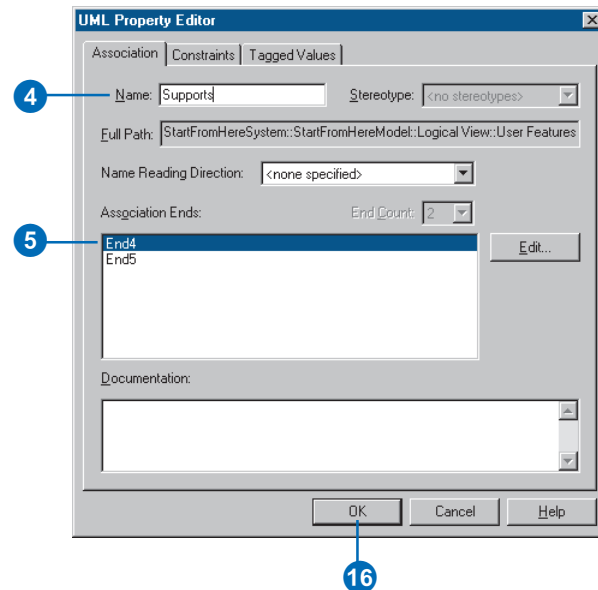 UML Property Editor
Association Constraints Tagged Values
4 Name: Supports Stereotype: <no stereotypes>
Full Path: StartFromHereSystem::StartFromHereModel::Logical View::User Features
Name Reading Direction: <none specified>
Association Ends: End Count: 2
5 End4 Edit...
End5
Documentation:
OK Cancel Help
16